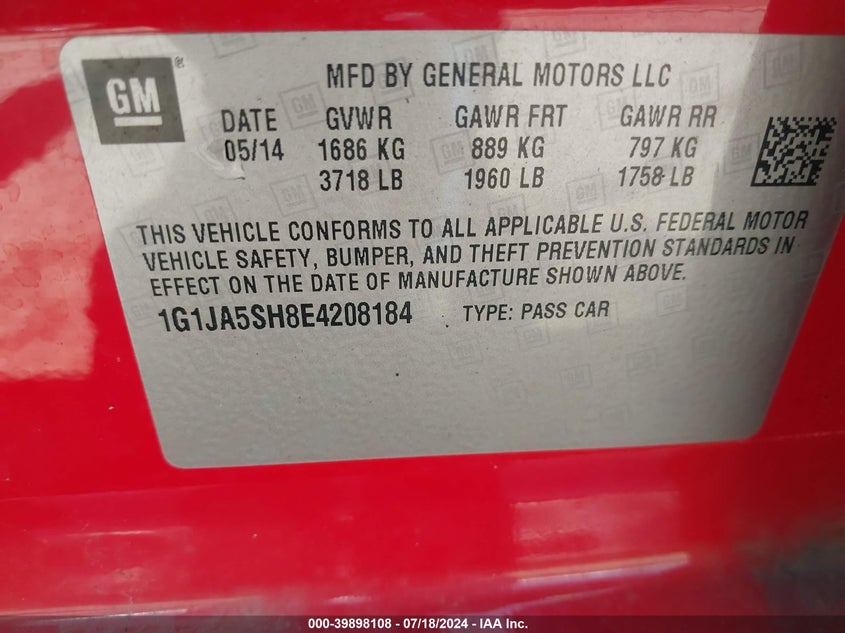 GM®
MFD BY GENERAL MOTORS LLC
DATE GVWR GAWR FRT GAWR RR
05/14 1686 KG 889 KG 797 KG
3718 LB 1960 LB 1758 LB
THIS VEHICLE CONFORMS TO ALL APPLICABLE U.S. FEDERAL MOTOR
VEHICLE SAFETY, BUMPER, AND THEFT PREVENTION STANDARDS IN
EFFECT ON THE DATE OF MANUFACTURE SHOWN ABOVE.
1G1JA5SH8E4208184 TYPE: PASS CAR
000-39898108 - 07/18/2024 - IAA Inc.